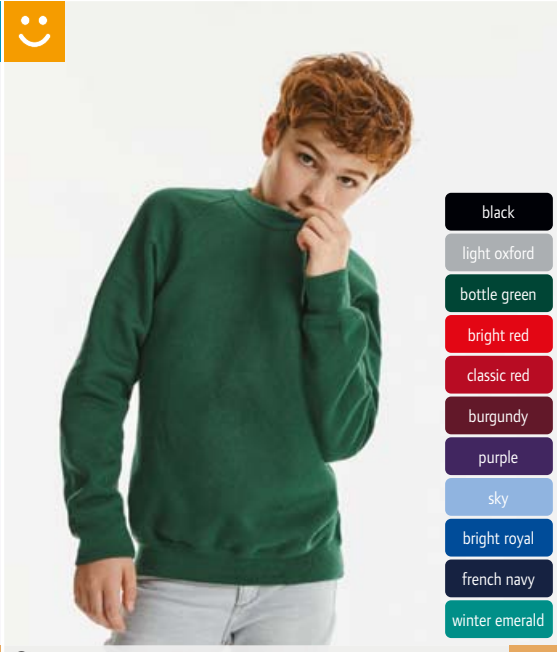 black
light oxford
bottle green
bright red
classic red
burgundy
purple
sky
bright royal
french navy
winter emerald